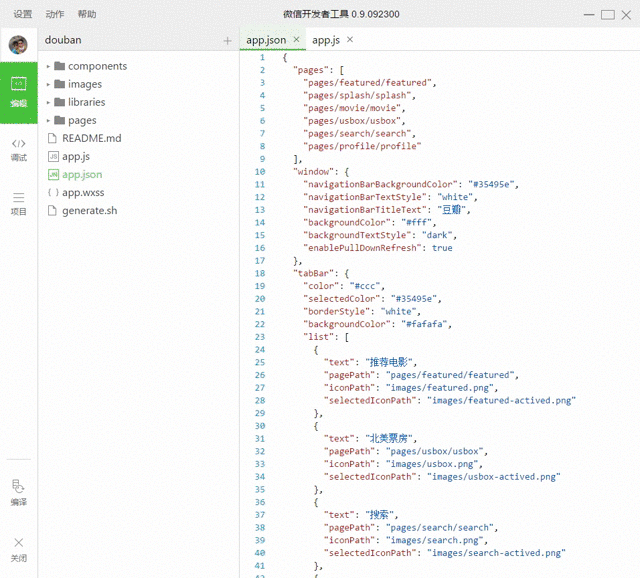 设置 动作 帮助 微信开发者工具 0.9.092300
douban + app.json × app.js ×
编辑
调试
项目
编译
关闭
components
images
libraries
pages
README.md
app.js
app.json
app.wxss
generate.sh
1 {
2 "pages": [
3 "pages/featured/featured",
4 "pages/splash/splash",
5 "pages/movie/movie",
6 "pages/usbox/usbox",
7 "pages/search/search",
8 "pages/profile/profile"
9 ],
10 "window": {
11 "navigationBarBackgroundColor": "#35495e",
12 "navigationBarTextStyle": "white",
13 "navigationBarTitleText": "豆瓣",
14 "backgroundColor": "#fff",
15 "backgroundTextStyle": "dark",
16 "enablePullDownRefresh": true
17 },
18 "tabBar": {
19 "color": "#ccc",
20 "selectedColor": "#35495e",
21 "borderStyle": "white",
22 "backgroundColor": "#fafafa",
23 "list": [
24 {
25 "text": "推荐电影",
26 "pagePath": "pages/featured/featured",
27 "iconPath": "images/featured.png",
28 "selectedIconPath": "images/featured-actived.png"
29 },
30 {
31 "text": "北美票房",
32 "pagePath": "pages/usbox/usbox",
33 "iconPath": "images/usbox.png",
34 "selectedIconPath": "images/usbox-actived.png"
35 },
36 {
37 "text": "搜索",
38 "pagePath": "pages/search/search",
39 "iconPath": "images/search.png",
40 "selectedIconPath": "images/search-actived.png"
41 },